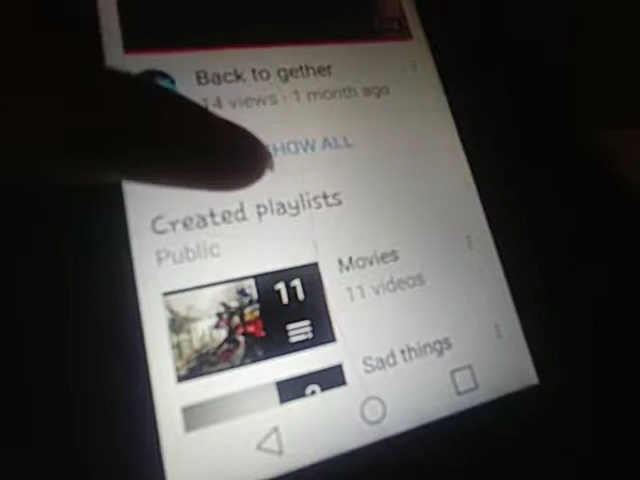 Back to gether
14 views · 1 month ago
SHOW ALL
Created playlists
Public
11
Movies
11 videos
Sad things